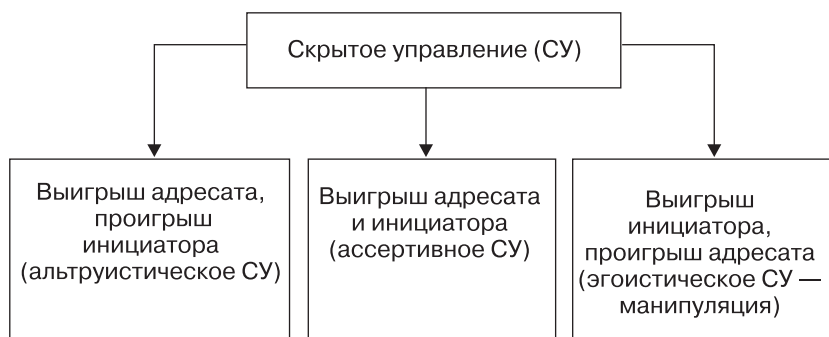 Скрытое управление (СУ)
Выигрыш адресата,
проигрыш
инициатора
(альтруистическое СУ)
Выигрыш адресата
и инициатора
(ассертивное СУ)
Выигрыш
инициатора,
проигрыш адресата
(эгоистическое СУ —
манипуляция)